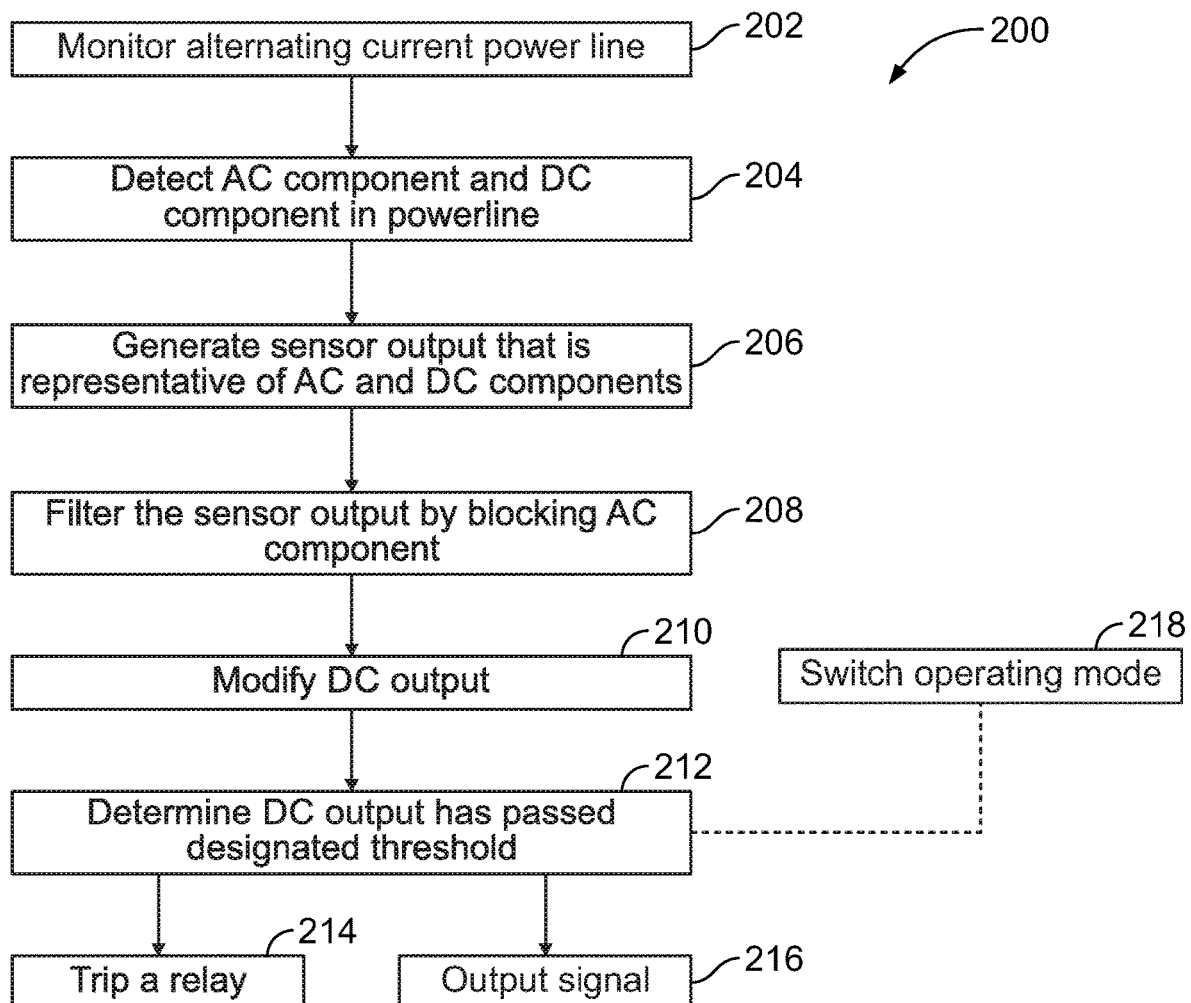 Monitor alternating current power line
202
200
Detect AC component and DC
component in powerline
204
Generate sensor output that is
representative of AC and DC components
206
Filter the sensor output by blocking AC
component
208
210
Modify DC output
218
Switch operating mode
212
Determine DC output has passed
designated threshold
214
Trip a relay
Output signal
216